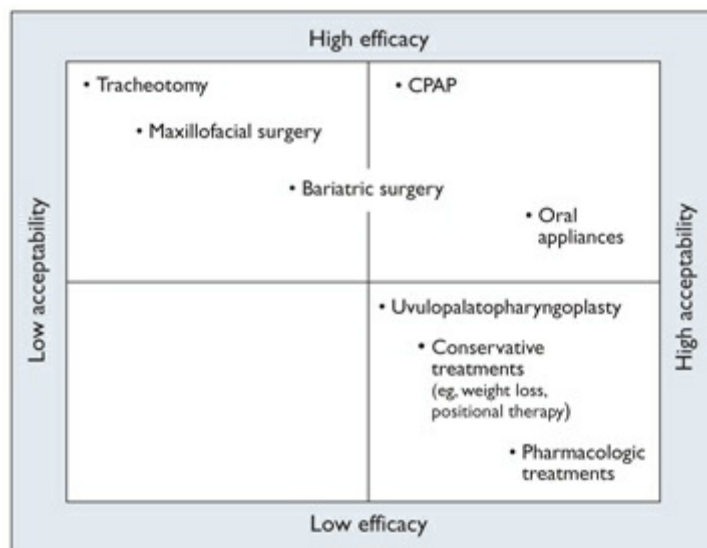 High efficacy
• Tracheotomy
• CPAP
• Maxillofacial surgery
• Bariatric surgery
• Oral
appliances
Low acceptability
High acceptability
• Uvulopalatopharyngoplasty
• Conservative
treatments
(eg, weight loss,
positional therapy)
• Pharmacologic
treatments
Low efficacy